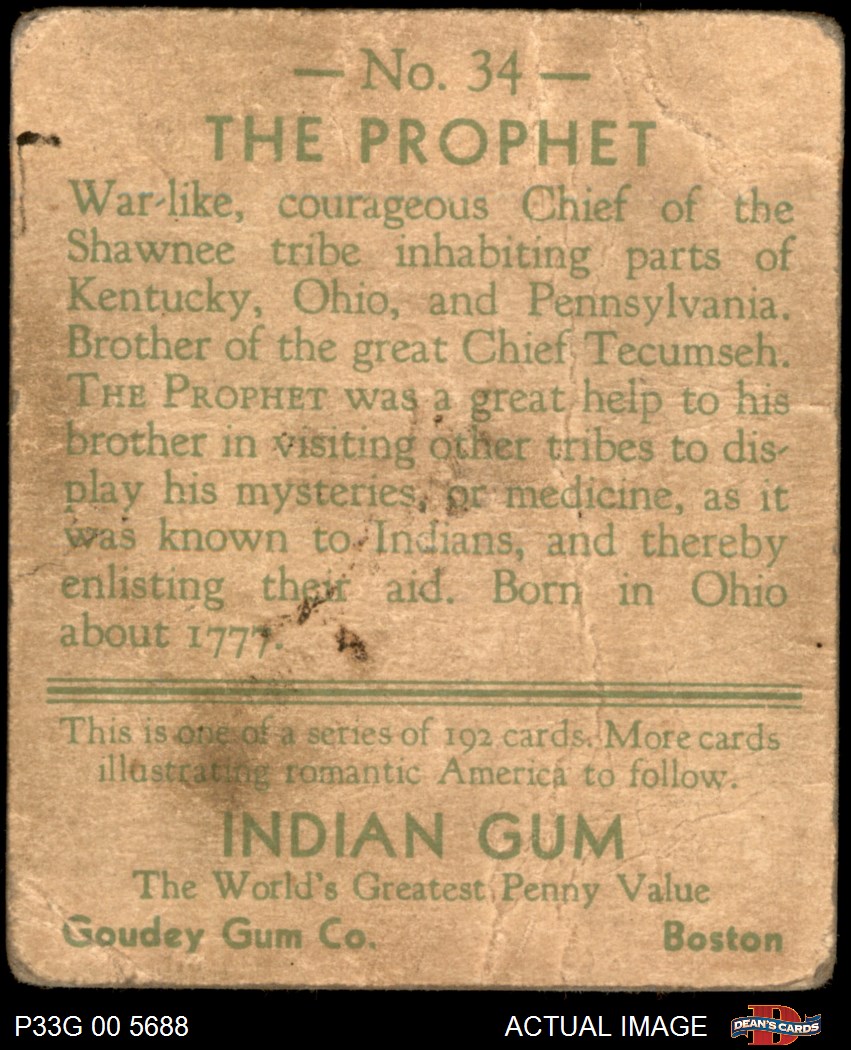 — No. 34 —
THE PROPHET
War-like, courageous Chief of the
Shawnee tribe inhabiting parts of
Kentucky, Ohio, and Pennsylvania.
Brother of the great Chief Tecumseh.
THE PROPHET was a great help to his
brother in visiting other tribes to dis-
play his mysteries, or medicine, as it
was known to Indians, and thereby
enlisting their aid. Born in Ohio
about 1777.
This is one of a series of 192 cards. More cards
illustrating romantic America to follow.
INDIAN GUM
The World's Greatest Penny Value
Goudey Gum Co. Boston
P33G 00 5688 ACTUAL IMAGE D DEAN'S CARDS